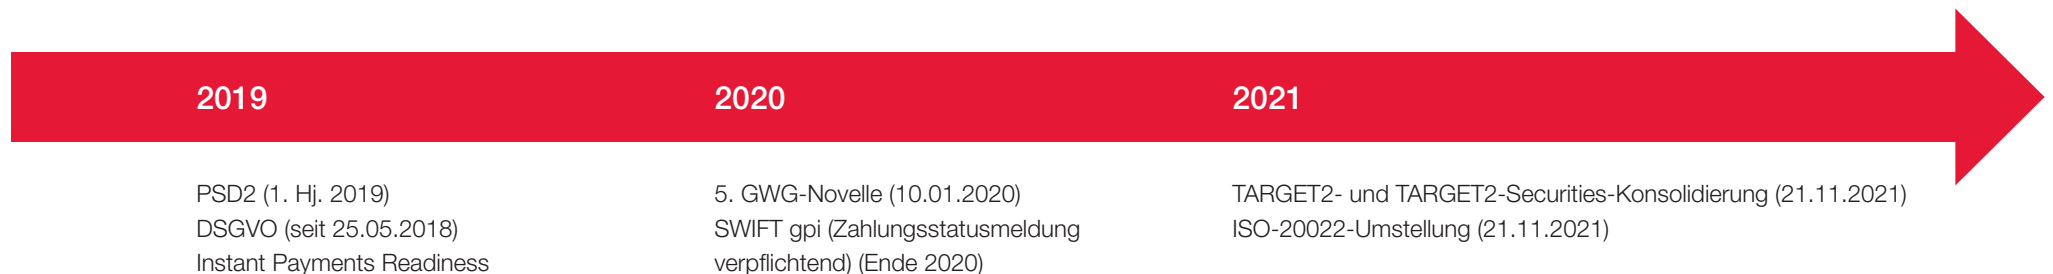 2019
2020
2021
PSD2 (1. Hj. 2019)
DSGVO (seit 25.05.2018)
Instant Payments Readiness
5. GWG-Novelle (10.01.2020)
SWIFT gpi (Zahlungsstatusmeldung
verpflichtend) (Ende 2020)
TARGET2- und TARGET2-Securities-Konsolidierung (21.11.2021)
ISO-20022-Umstellung (21.11.2021)